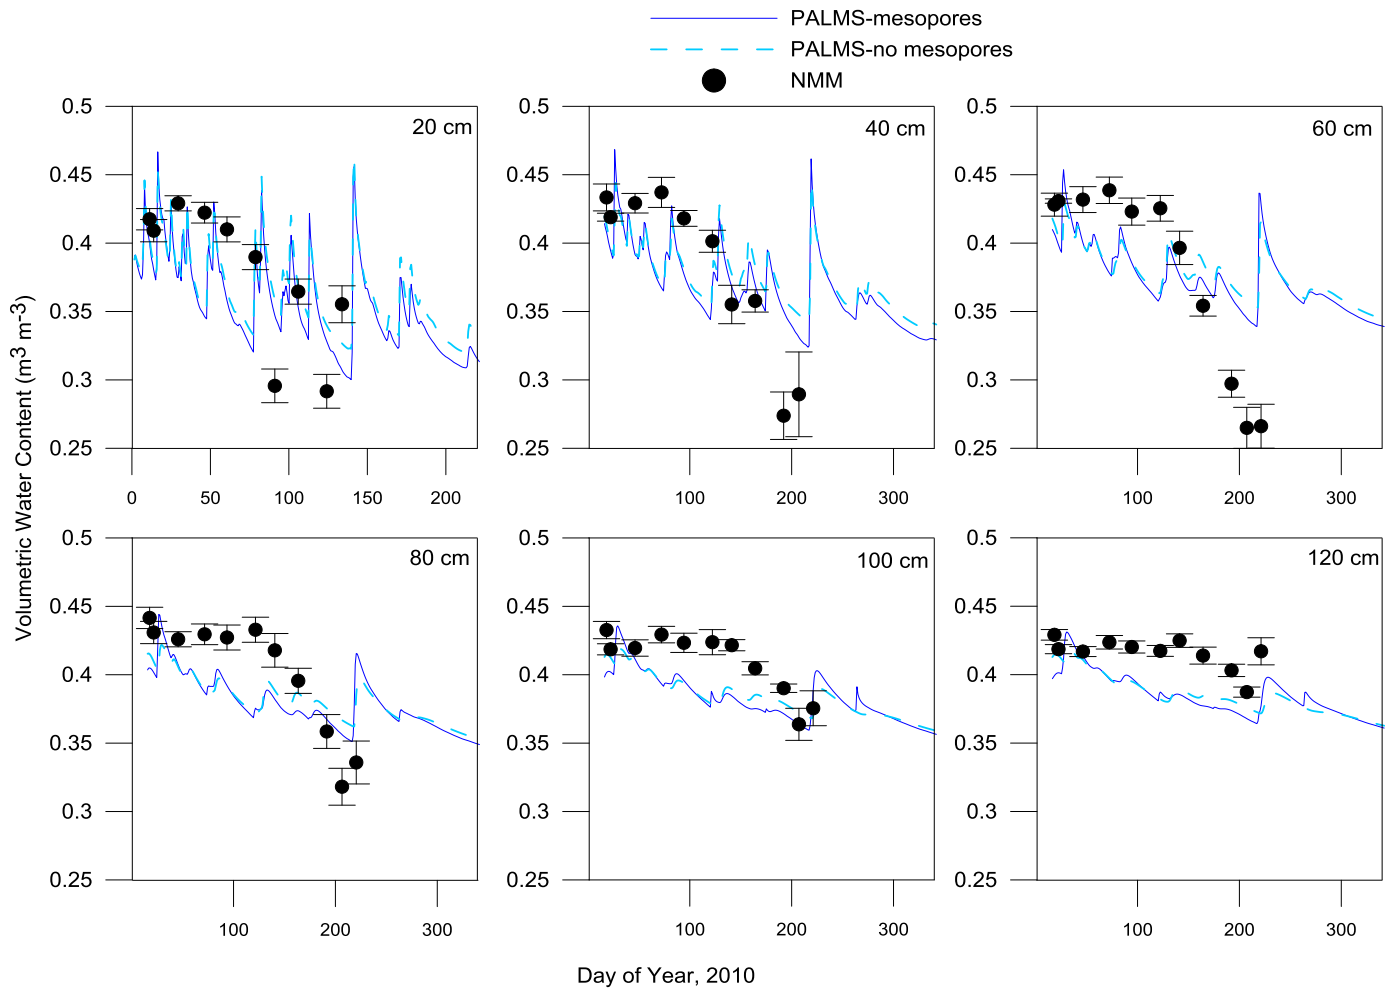 PALMS-mesopores
PALMS-no mesopores
NMM
Volumetric Water Content (m3 m-3)
20 cm
0.5
0.45
0.4
0.35
0.3
0.25
0 50 100 150 200
40 cm
0.5
0.45
0.4
0.35
0.3
0.25
100 200 300
60 cm
0.5
0.45
0.4
0.35
0.3
0.25
100 200 300
80 cm
0.5
0.45
0.4
0.35
0.3
0.25
100 200 300
100 cm
0.5
0.45
0.4
0.35
0.3
0.25
100 200 300
120 cm
0.5
0.45
0.4
0.35
0.3
0.25
100 200 300
Day of Year, 2010